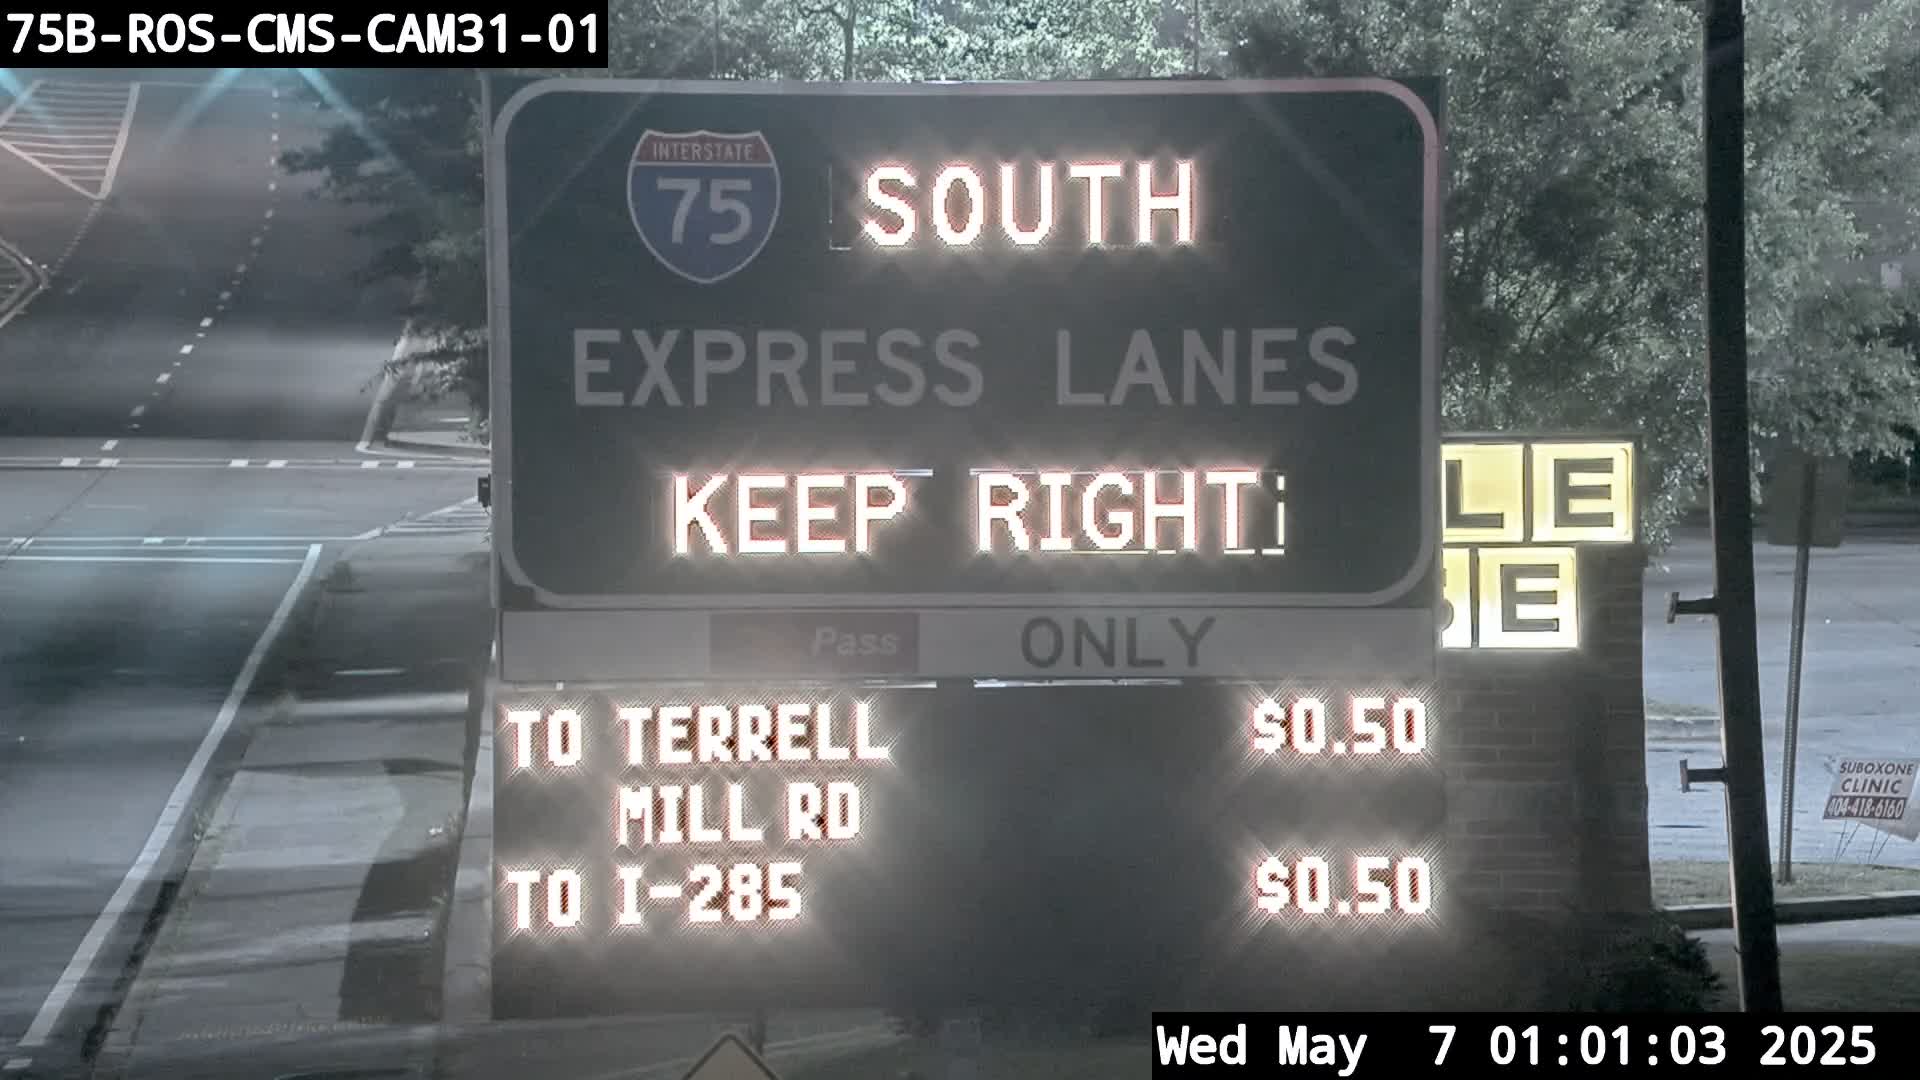 75B-ROS-CMS-CAM31-01
INTERSTATE
75
SOUTH
EXPRESS LANES
KEEP RIGHT
Pass ONLY
TO TERRELL $0.50
MILL RD
TO I-285 $0.50
LE
E
SUBOXONE
CLINIC
404-418-6160
Wed May 7 01:01:03 2025